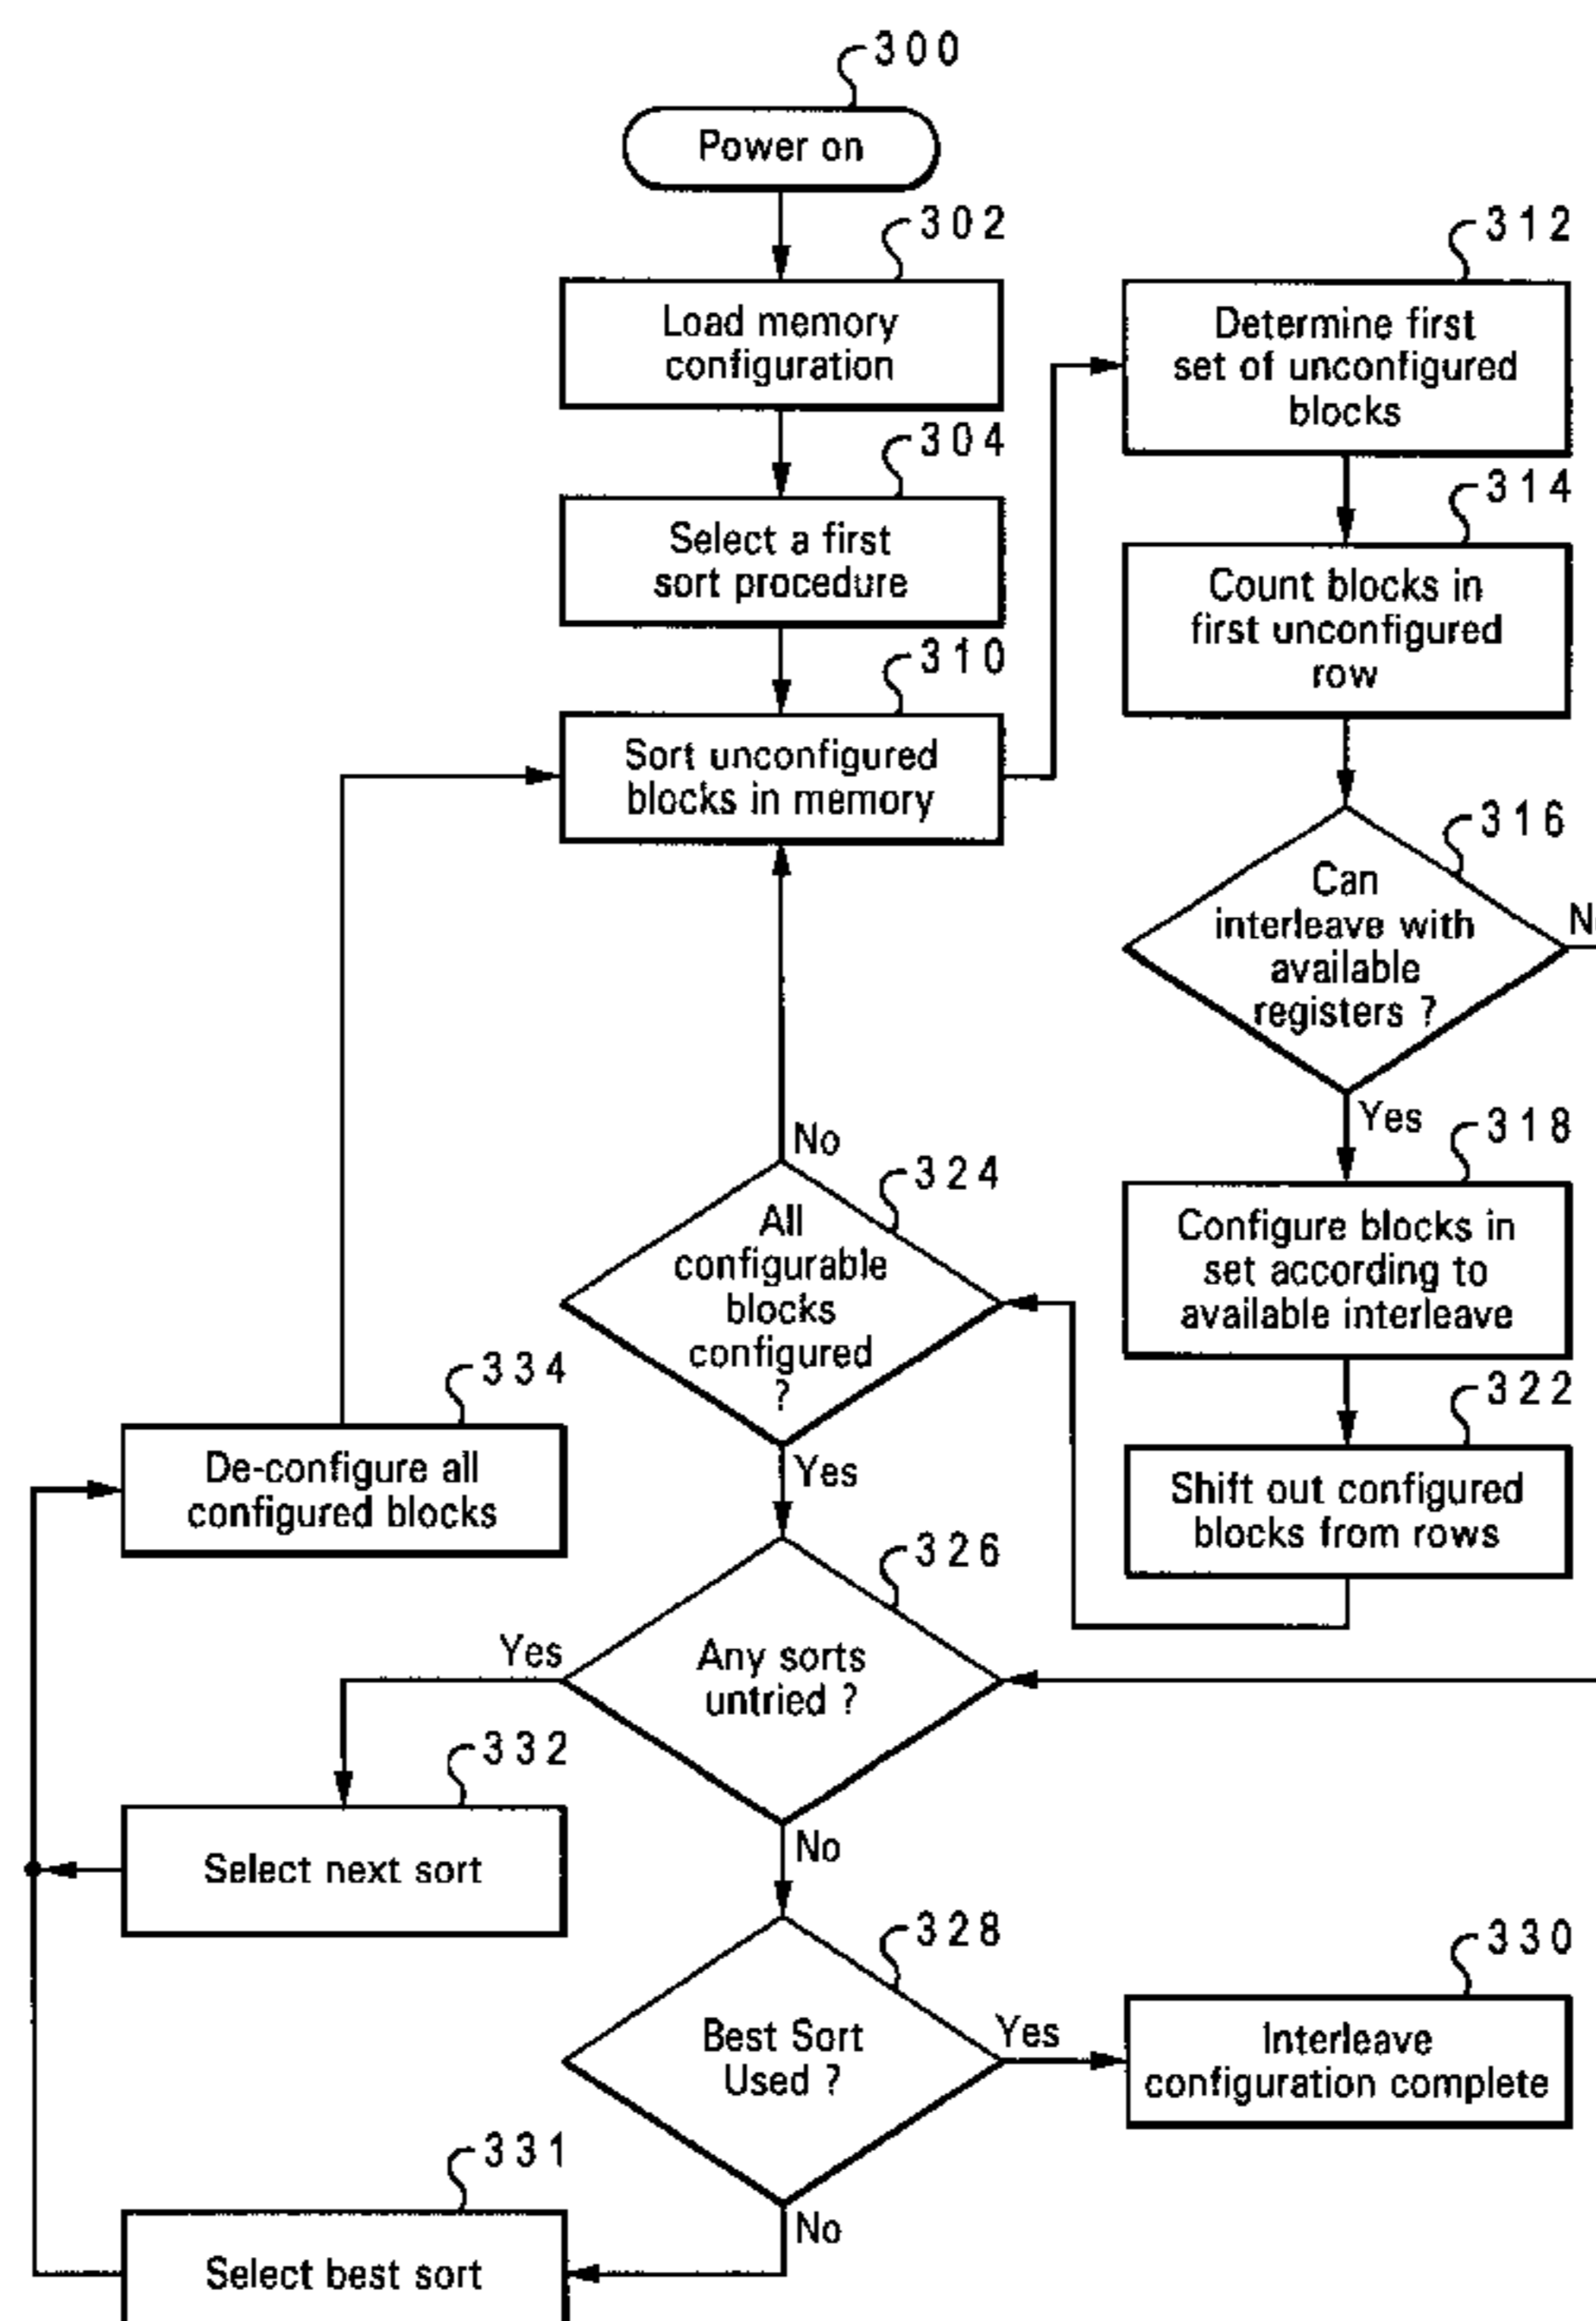 300
Power on
302
Load memory
configuration
304
Select a first
sort procedure
310
Sort unconfigured
blocks in memory
312
Determine first
set of unconfigured
blocks
314
Count blocks in
first unconfigured
row
316
Can
interleave with
available
registers ?
Yes
318
Configure blocks in
set according to
available interleave
322
Shift out configured
blocks from rows
No
324
All
configurable
blocks
configured
?
Yes
334
De-configure all
configured blocks
326
Any sorts
untried ?
Yes
332
Select next sort
No
328
Best Sort
Used ?
Yes
330
Interleave
configuration complete
331
No
Select best sort